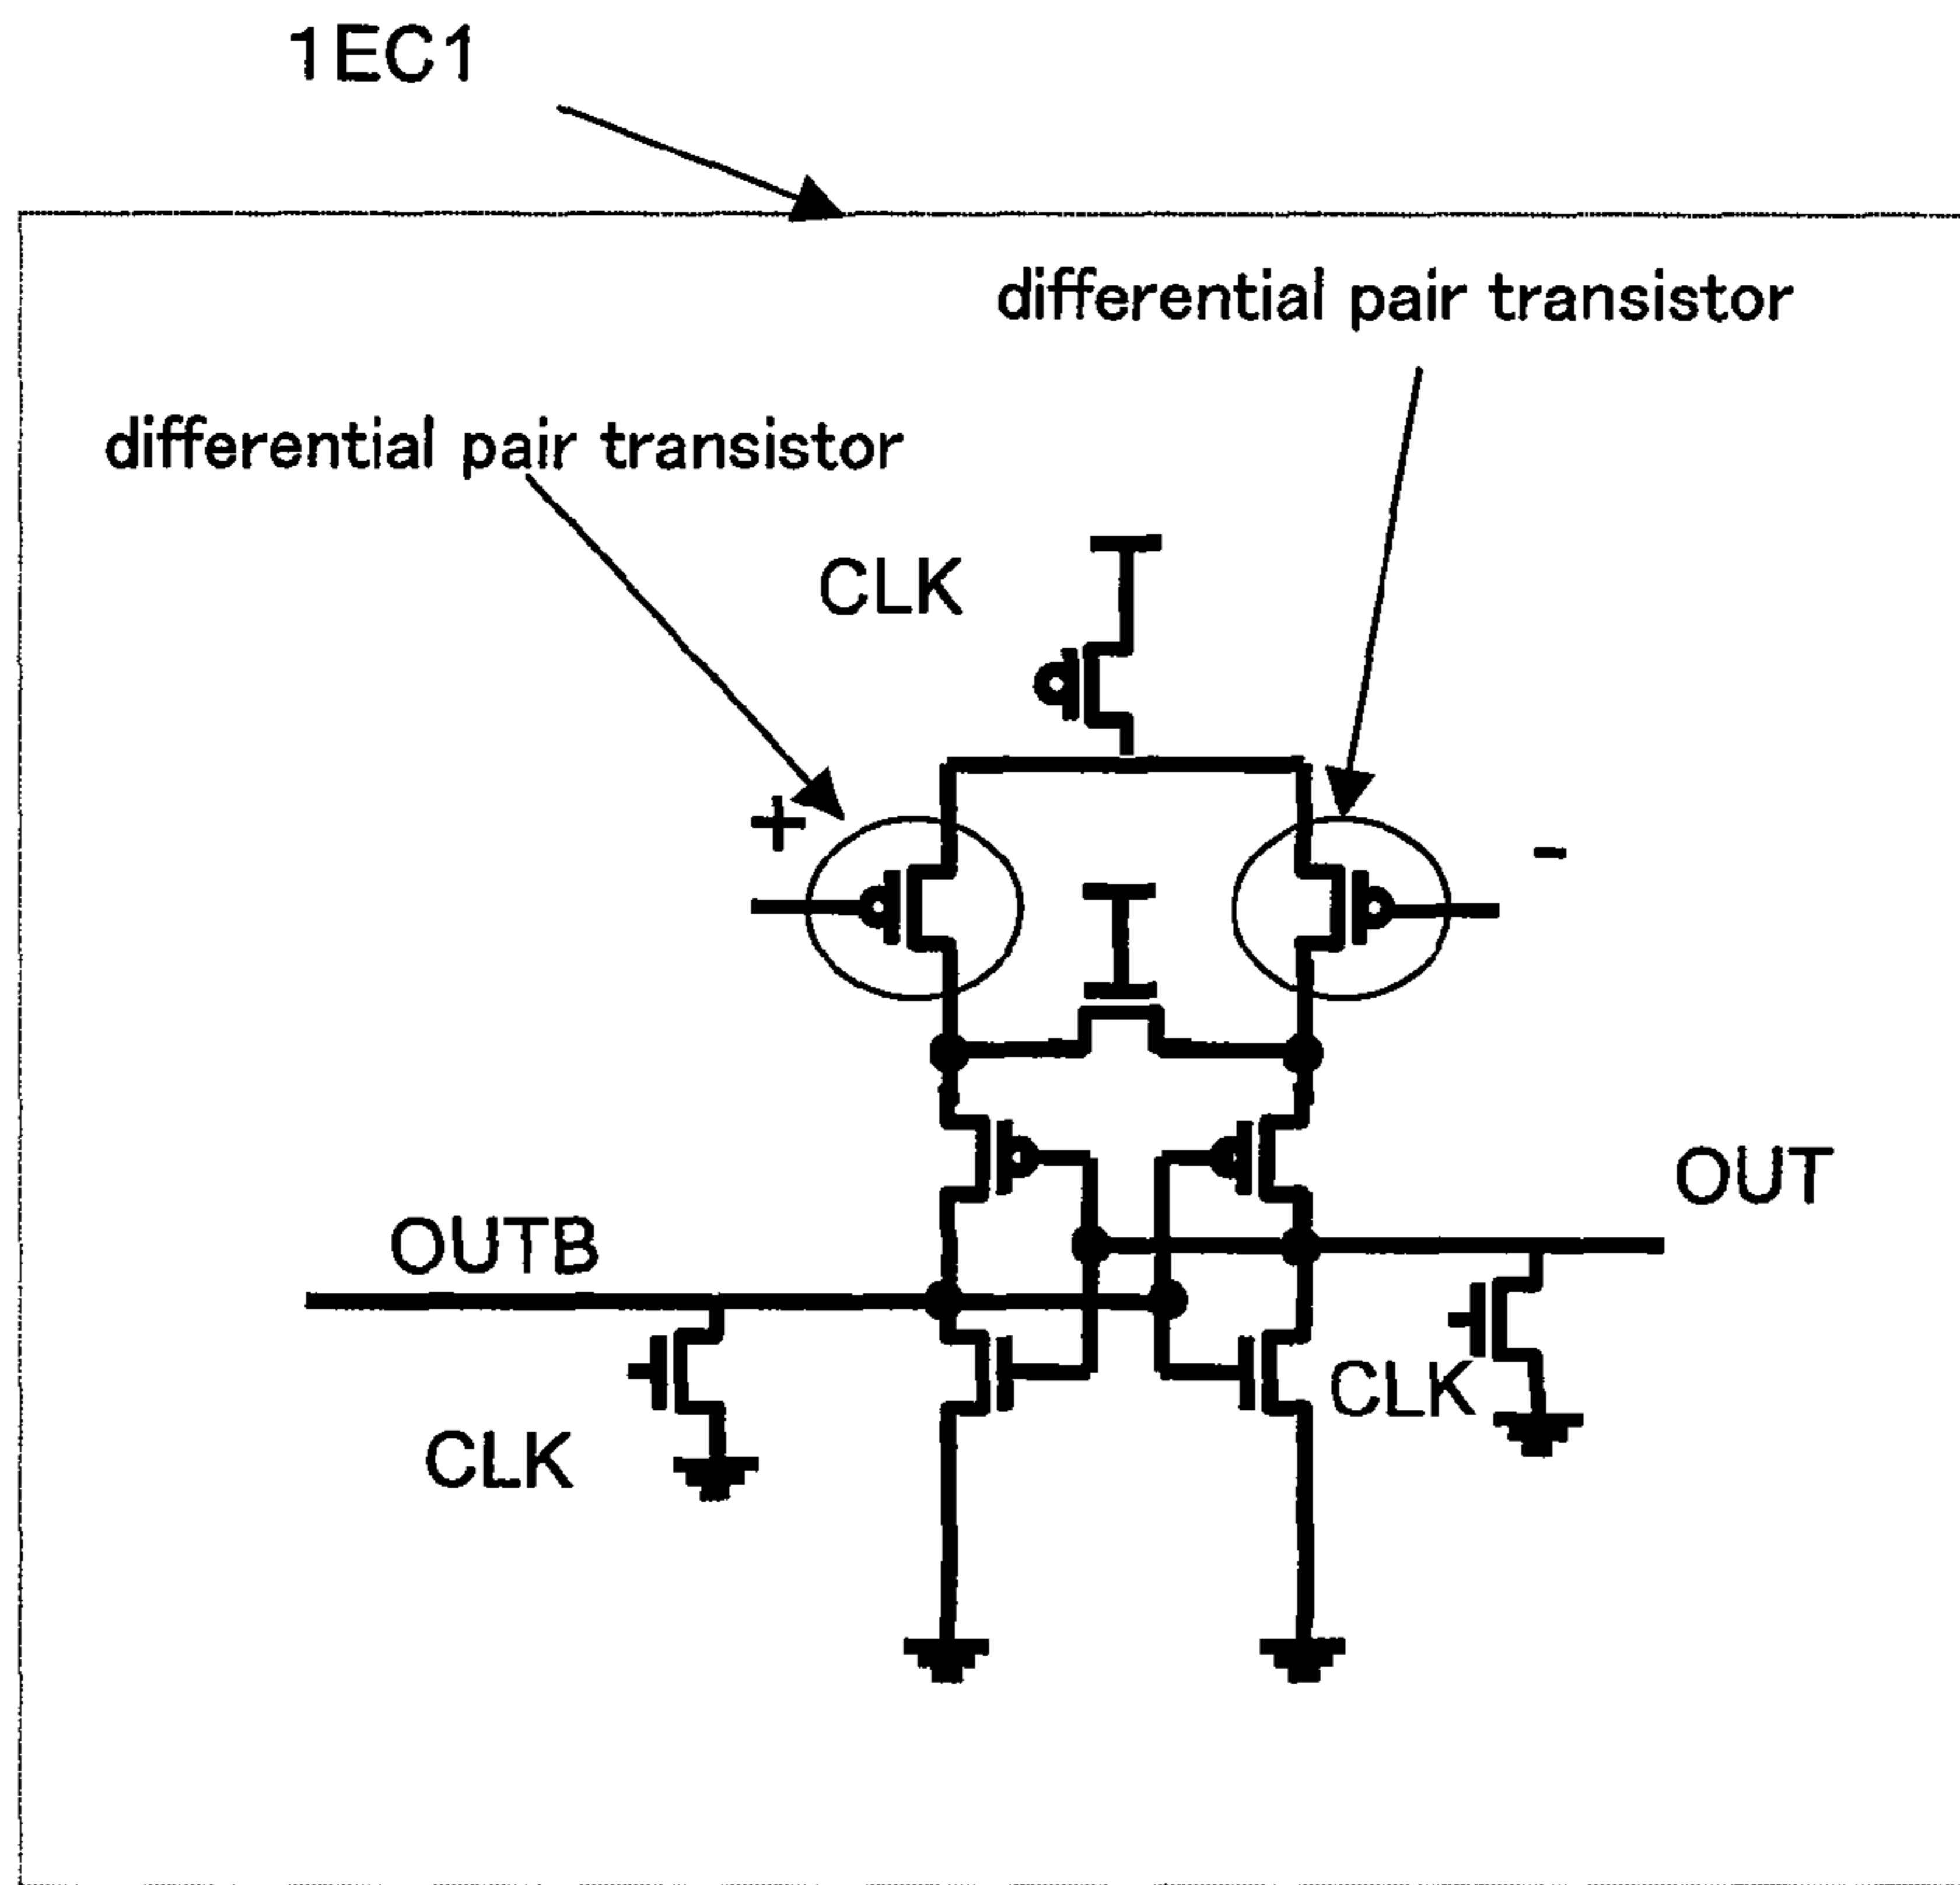 1EC1
differential pair transistor
differential pair transistor
CLK
+
-
OUT
OUTB
CLK
CLK